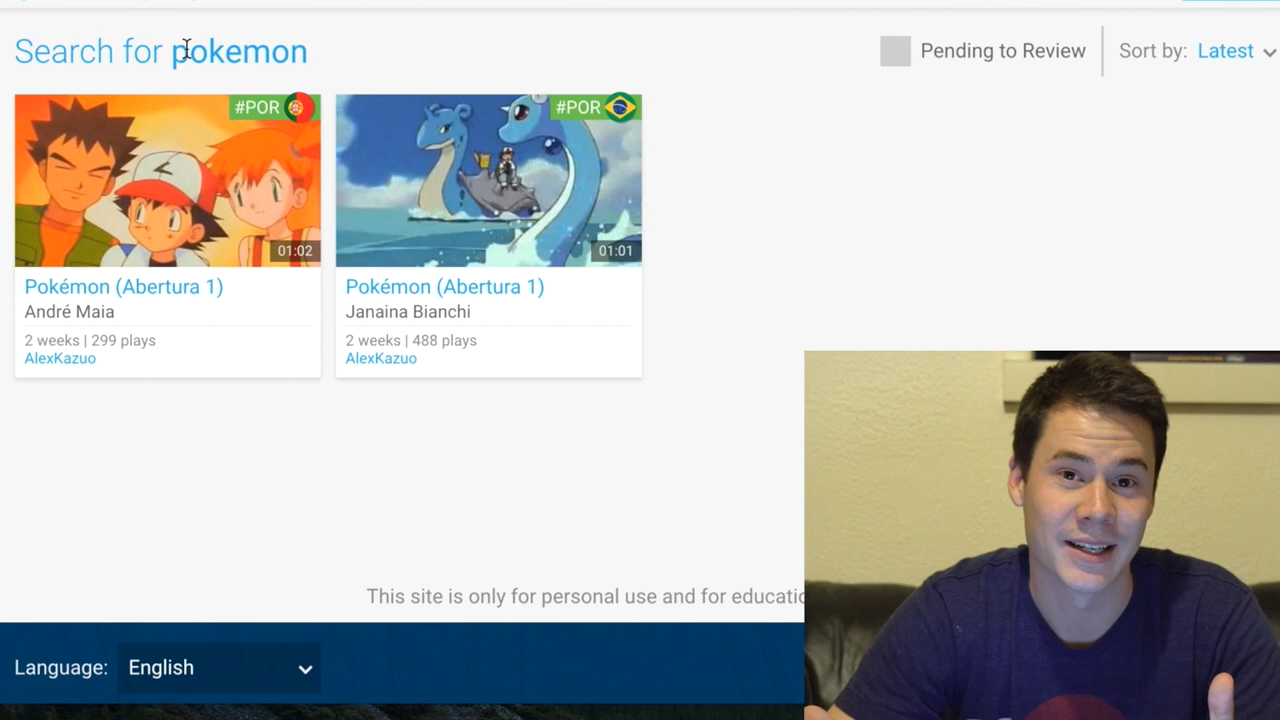 Search for pokemon
Pending to Review
Sort by: Latest
#POR
#POR
01:02
01:01
Pokémon (Abertura 1)
André Maia
2 weeks | 299 plays
AlexKazuo
Pokémon (Abertura 1)
Janaina Bianchi
2 weeks | 488 plays
AlexKazuo
This site is only for personal use and for educatio
Language: English